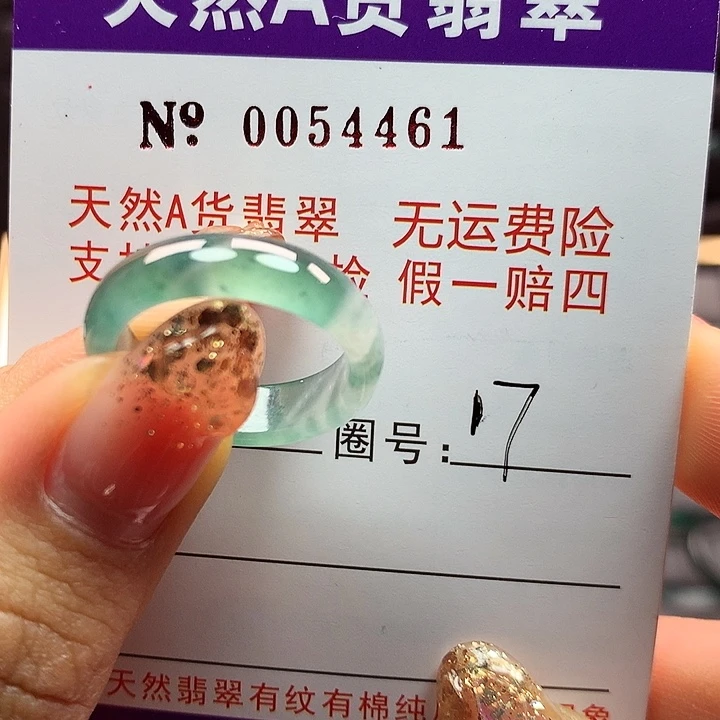 天然A货翡翠
Nº 0054461
天然A货翡翠 无运费险
支持 检 假一赔四
圈号: 17
天然翡翠有纹有棉纯